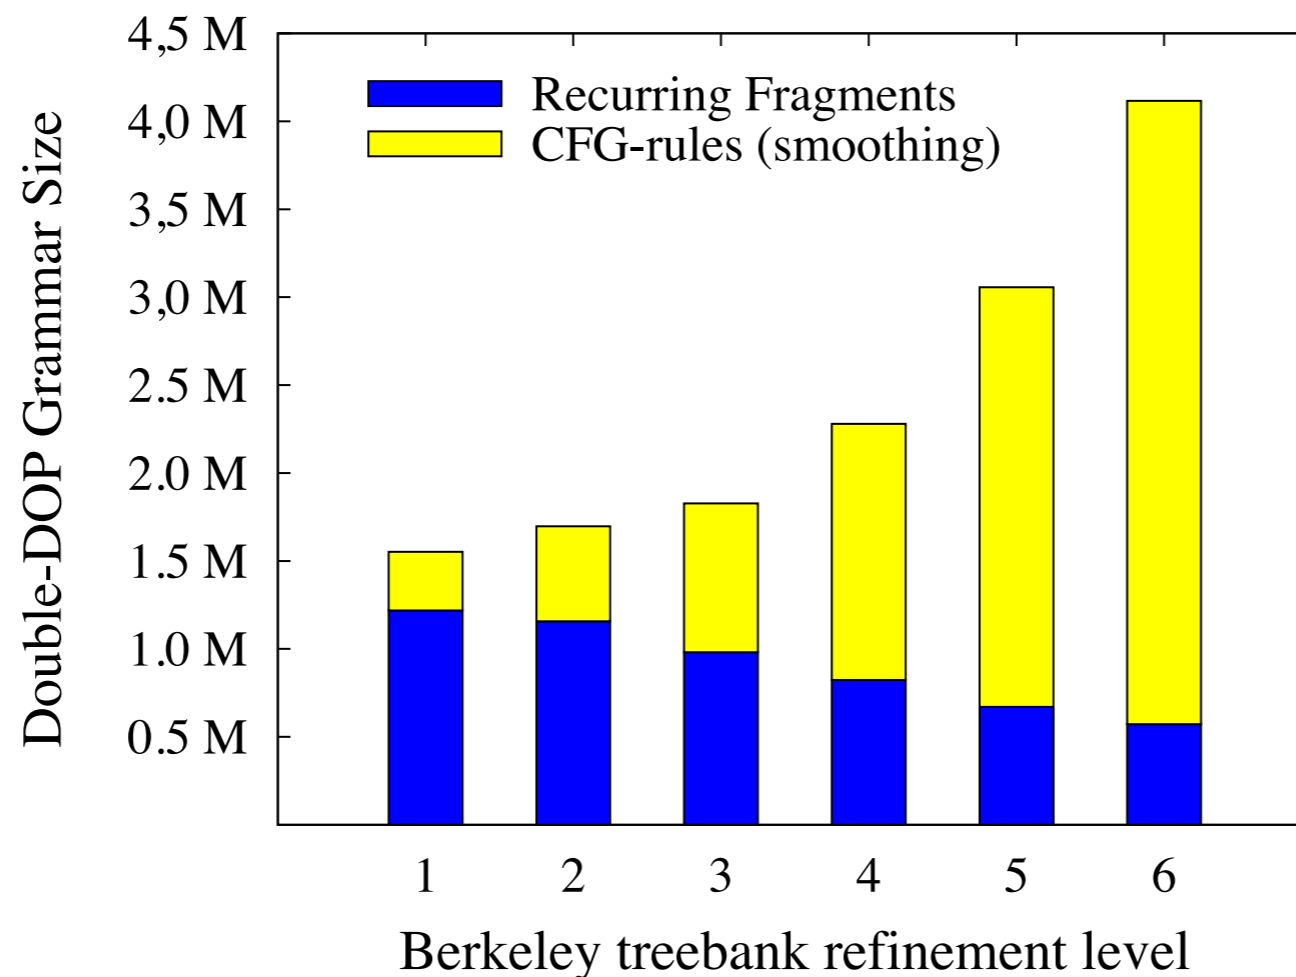 Double-DOP Grammar Size
4,5 M
4,0 M
3,5 M
3,0 M
2.5 M
2.0 M
1.5 M
1.0 M
0.5 M
Recurring Fragments
CFG-rules (smoothing)
1 2 3 4 5 6
Berkeley treebank refinement level